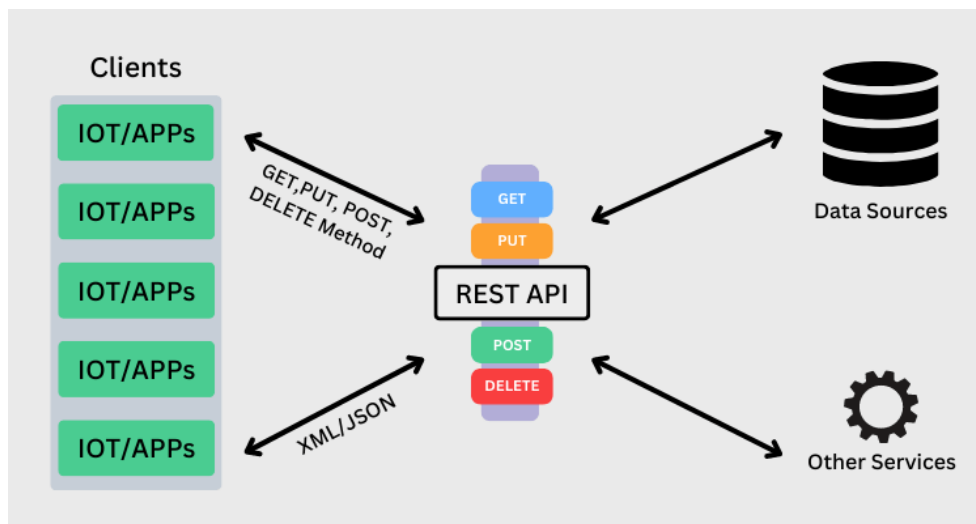 Clients
IOT/APPs
IOT/APPs
IOT/APPs
IOT/APPs
IOT/APPs
GET,PUT, POST,
DELETE Method
XML/JSON
GET
PUT
REST API
POST
DELETE
Data Sources
Other Services